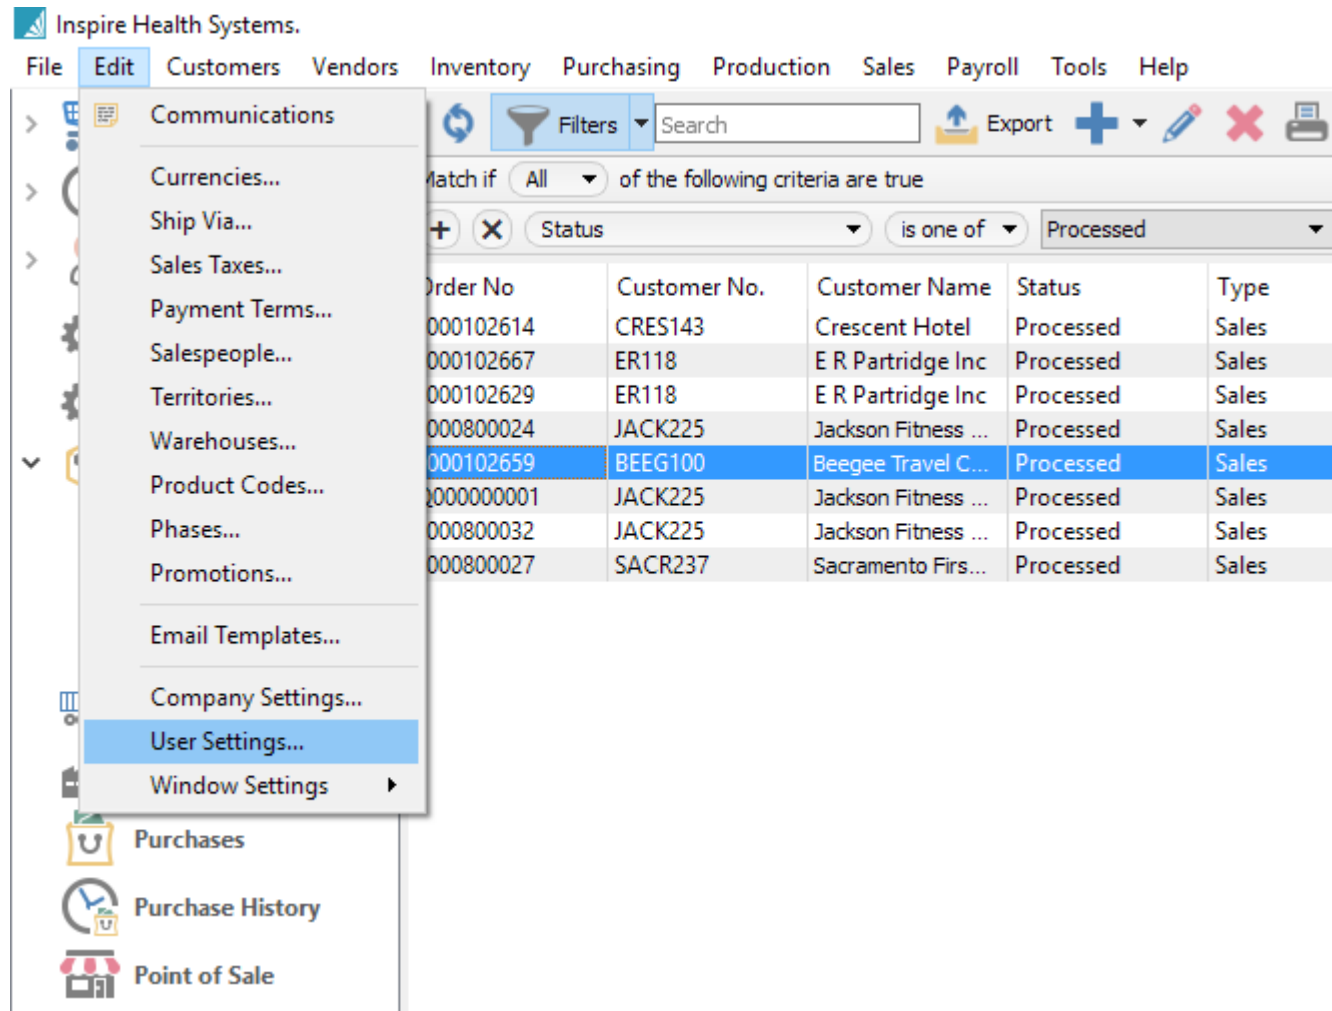 Inspire Health Systems.
File Edit Customers Vendors Inventory Purchasing Production Sales Payroll Tools Help
Communications
Currencies...
Ship Via...
Sales Taxes...
Payment Terms...
Salespeople...
Territories...
Warehouses...
Product Codes...
Phases...
Promotions...
Email Templates...
Company Settings...
User Settings...
Window Settings
Purchases
Purchase History
Point of Sale
Filters Search Export
Match if All of the following criteria are true
Status is one of Processed
Order No Customer No. Customer Name Status Type
000102614 CRES143 Crescent Hotel Processed Sales
000102667 ER118 E R Partridge Inc Processed Sales
000102629 ER118 E R Partridge Inc Processed Sales
000800024 JACK225 Jackson Fitness ... Processed Sales
000102659 BEEG100 Beegee Travel C... Processed Sales
Q000000001 JACK225 Jackson Fitness ... Processed Sales
000800032 JACK225 Jackson Fitness ... Processed Sales
000800027 SACR237 Sacramento Firs... Processed Sales